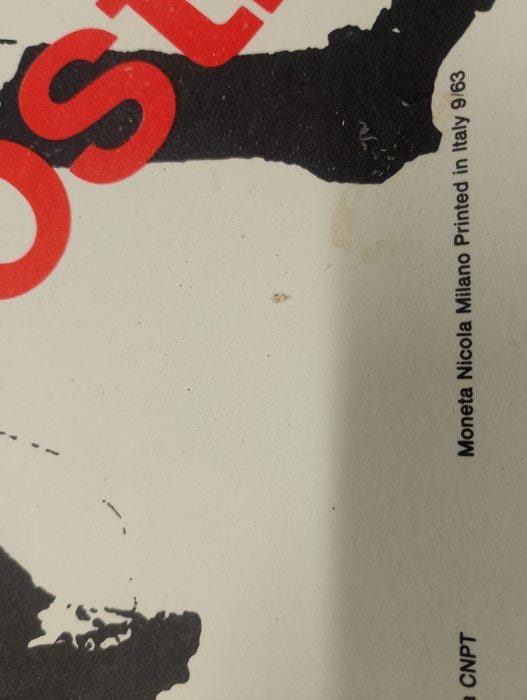 ost
Moneta Nicola Milano Printed in Italy 9/63
CNPT